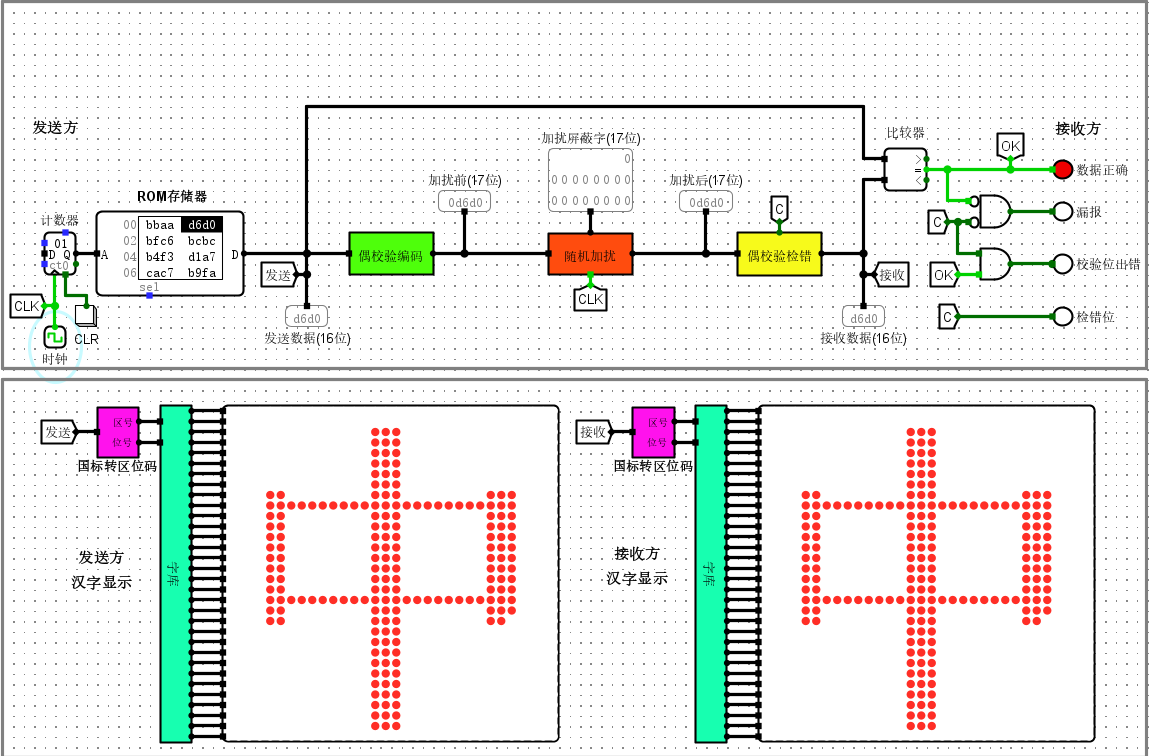 发送方
计数器
01
D Q
ct0
CLK
时钟
CLR
ROM存储器
A
00 bbaa d6d0
02 bfc6 bcbc
04 b4f3 d1a7
06 cac7 b9fa
D
sel
发送
d6d0
发送数据(16位)
偶校验编码
加扰前(17位)
0d6d0
加扰屏蔽字(17位)
0
0 0 0 0 0 0 0 0
0 0 0 0 0 0 0 0
随机加扰
CLK
加扰后(17位)
0d6d0
C
偶校验检错
接收
d6d0
接收数据(16位)
比较器
>
=
<
接收方
OK
数据正确
C
漏报
OK
校验位出错
C
检错位
发送
区号
位号
国标转区位码
发送方
汉字显示
字库
接收
区号
位号
国标转区位码
接收方
汉字显示
字库
中
中